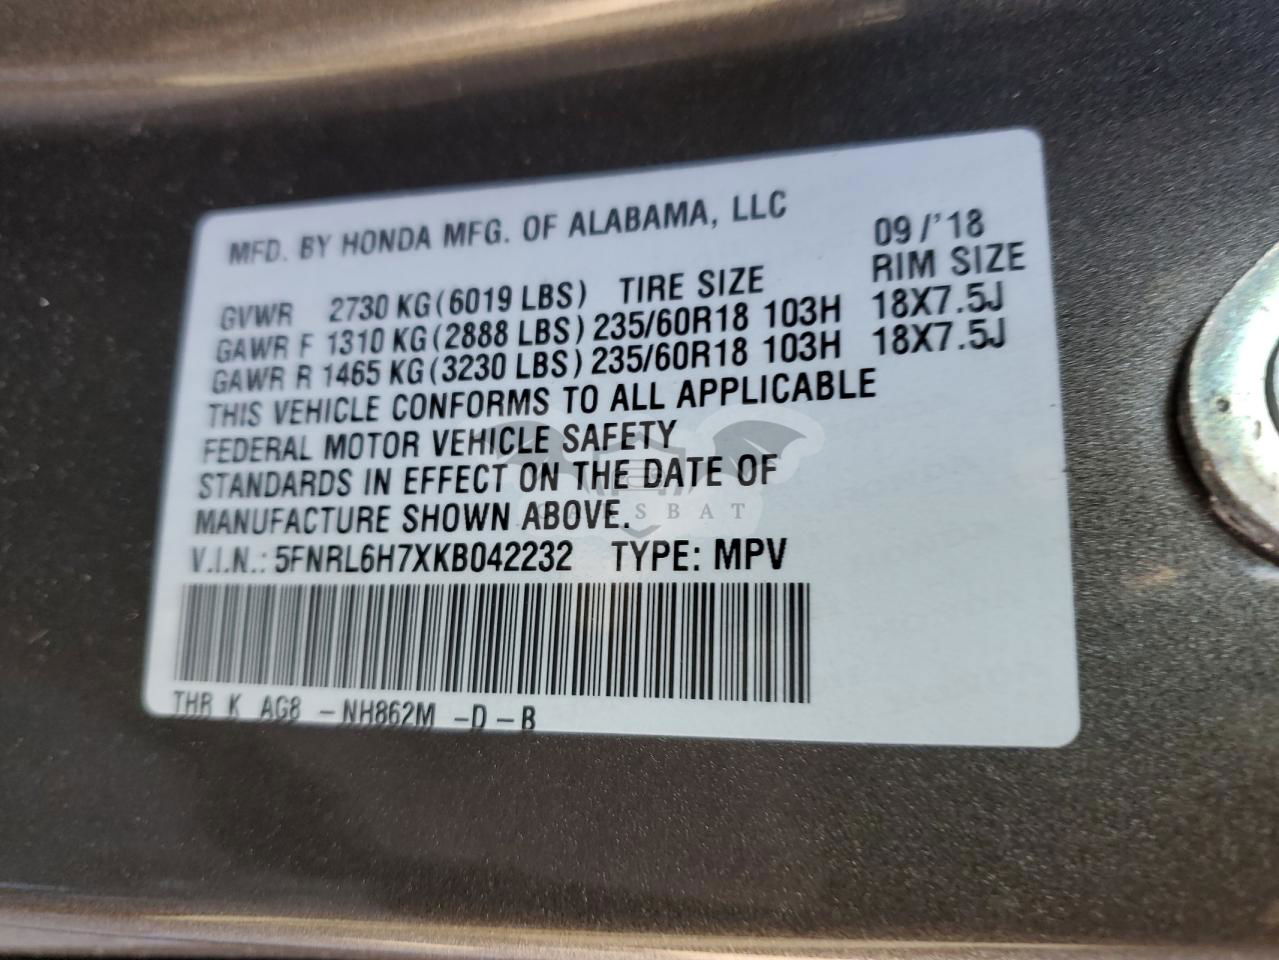 MFD. BY HONDA MFG. OF ALABAMA, LLC 09/'18
GVWR 2730 KG(6019 LBS) TIRE SIZE RIM SIZE
GAWR F 1310 KG(2888 LBS) 235/60R18 103H 18X7.5J
GAWR R 1465 KG(3230 LBS) 235/60R18 103H 18X7.5J
THIS VEHICLE CONFORMS TO ALL APPLICABLE
FEDERAL MOTOR VEHICLE SAFETY
STANDARDS IN EFFECT ON THE DATE OF
MANUFACTURE SHOWN ABOVE.
V.I.N.: 5FNRL6H7XKB042232 TYPE: MPV
THR K AG8 -NH862M -D-B
CARSBAT